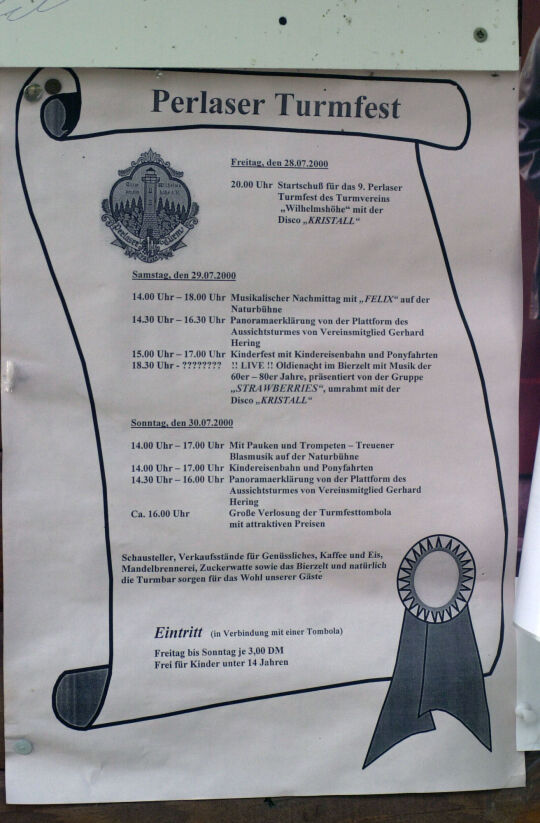 Perlaser Turmfest
Freitag, den 28.07.2000
20.00 Uhr Startschuß für das 9. Perlaser
Turmfest des Turmvereins
„Wilhelmshöhe“ mit der
Disco „KRISTALL“
Perlaser Turm
Samstag, den 29.07.2000
14.00 Uhr – 18.00 Uhr Musikalischer Nachmittag mit „FELIX“ auf der
Naturbühne
14.30 Uhr – 16.30 Uhr Panoramaerklärung von der Plattform des
Aussichtsturmes von Vereinsmitglied Gerhard
Hering
15.00 Uhr – 17.00 Uhr Kinderfest mit Kindereisenbahn und Ponyfahrten
18.30 Uhr - ???????? !! LIVE !! Oldienacht im Bierzelt mit Musik der
60er – 80er Jahre, präsentiert von der Gruppe
„STRAWBERRIES“, umrahmt mit der
Disco „KRISTALL“
Sonntag, den 30.07.2000
14.00 Uhr – 17.00 Uhr Mit Pauken und Trompeten – Treuener
Blasmusik auf der Naturbühne
14.00 Uhr – 17.00 Uhr Kindereisenbahn und Ponyfahrten
14.30 Uhr – 16.00 Uhr Panoramaerklärung von der Plattform des
Aussichtsturmes von Vereinsmitglied Gerhard
Hering
Ca. 16.00 Uhr Große Verlosung der Turmfesttombola
mit attraktiven Preisen
Schausteller, Verkaufsstände für Genüssliches, Kaffee und Eis,
Mandelbrennerei, Zuckerwatte sowie das Bierzelt und natürlich
die Turmbar sorgen für das Wohl unserer Gäste
Eintritt (in Verbindung mit einer Tombola)
Freitag bis Sonntag je 3,00 DM
Frei für Kinder unter 14 Jahren